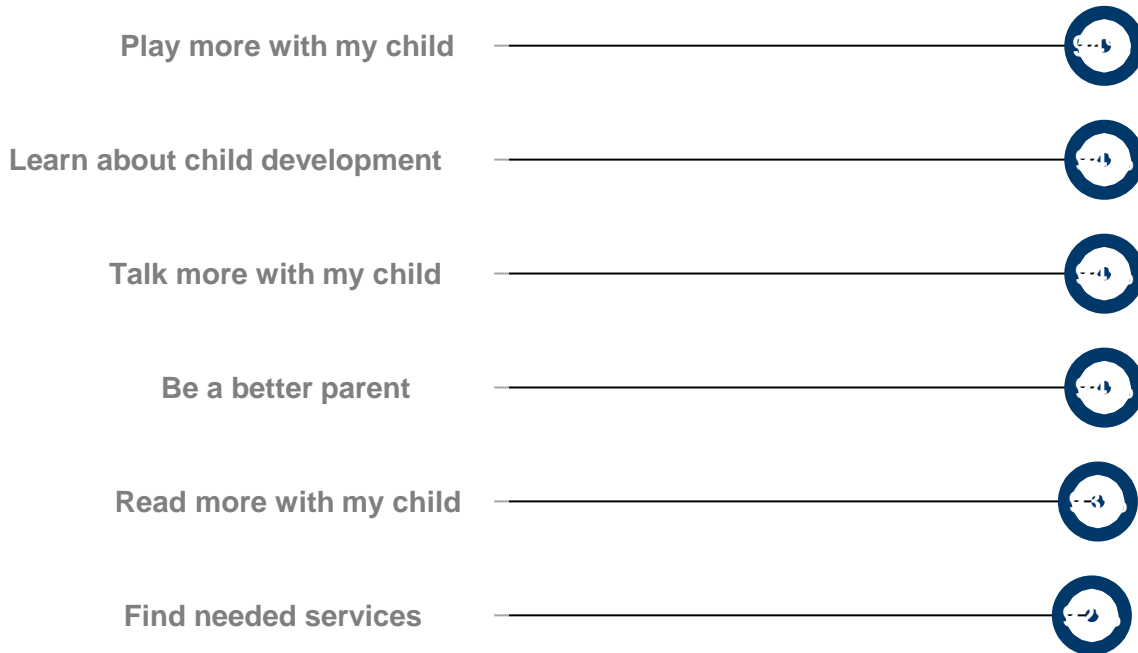 Play more with my child
Learn about child development
Talk more with my child
Be a better parent
Read more with my child
Find needed services